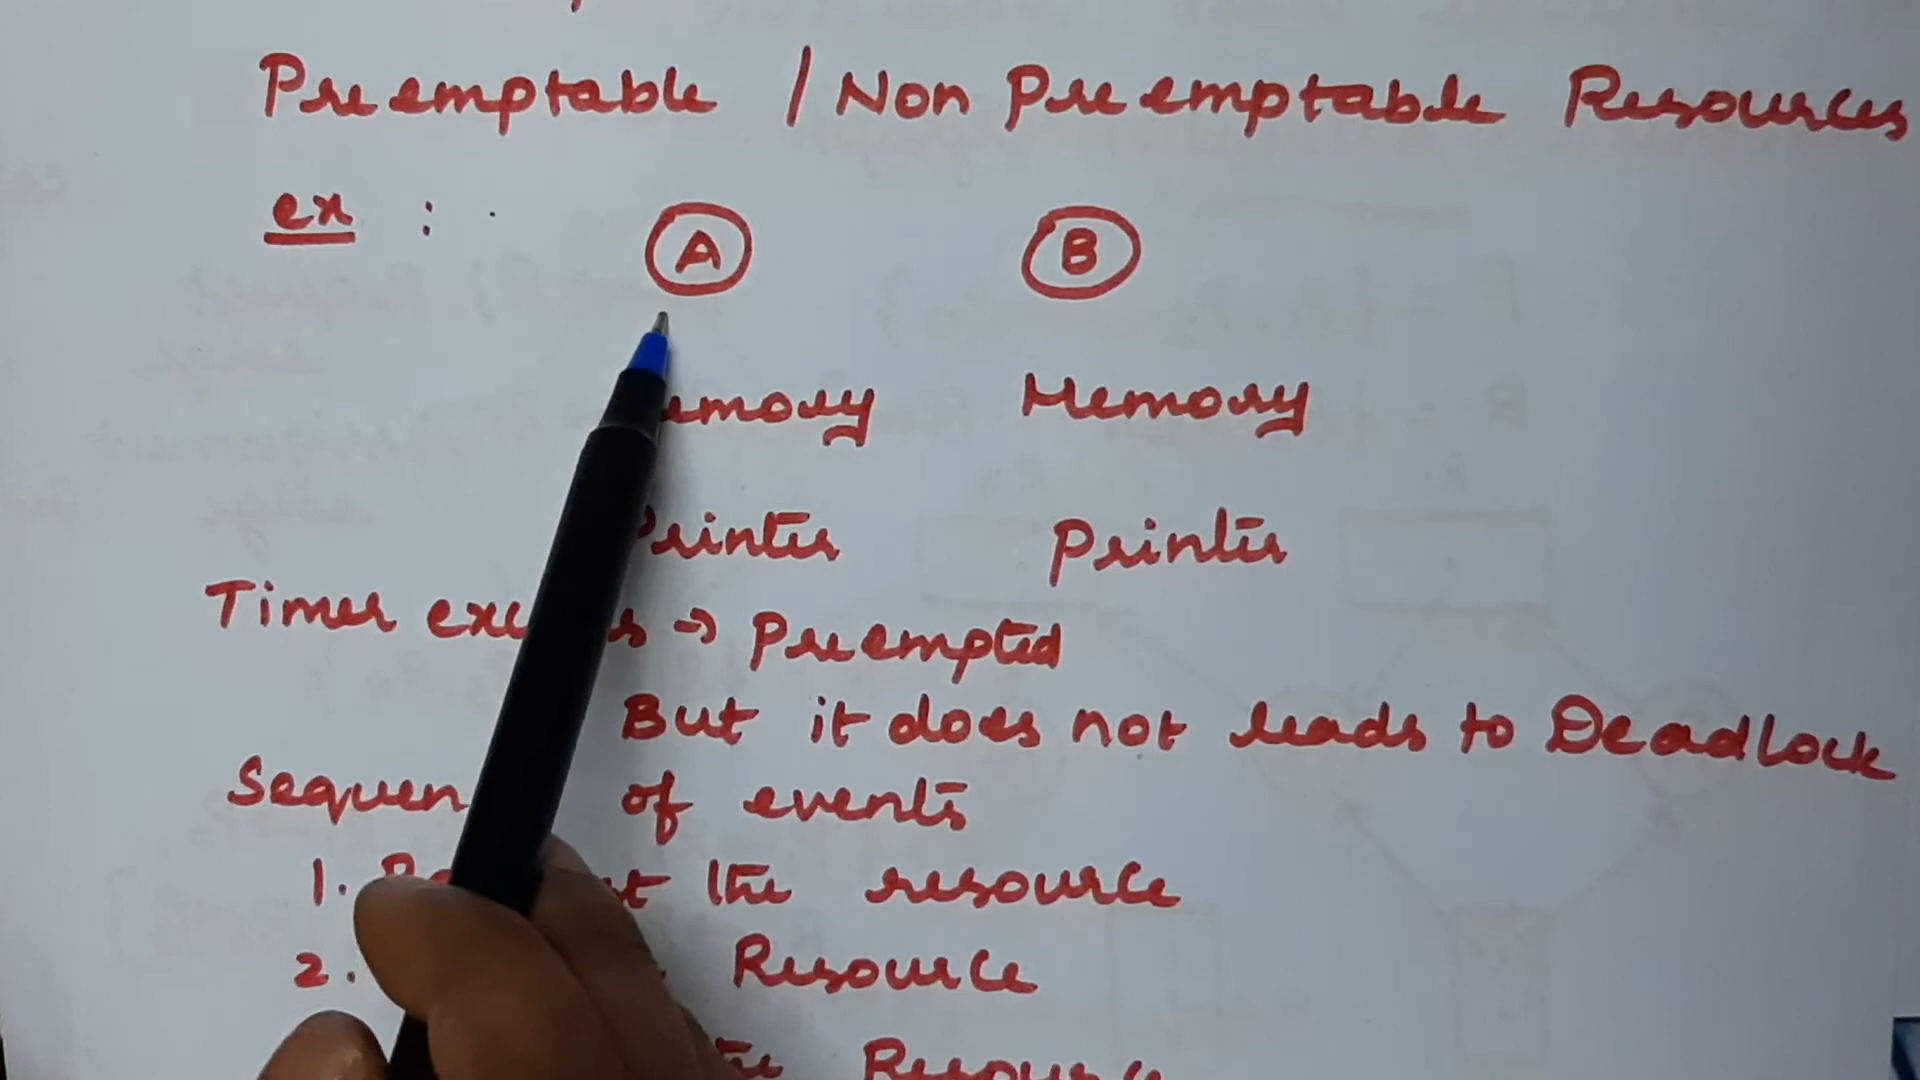 Preemptable / Non Preemptable Resources
ex :
A B
Memory
Printer Printer
Timer → Preempted
But it does not leads to Deadlock
of events
1. the resource
2. Resource
Resource